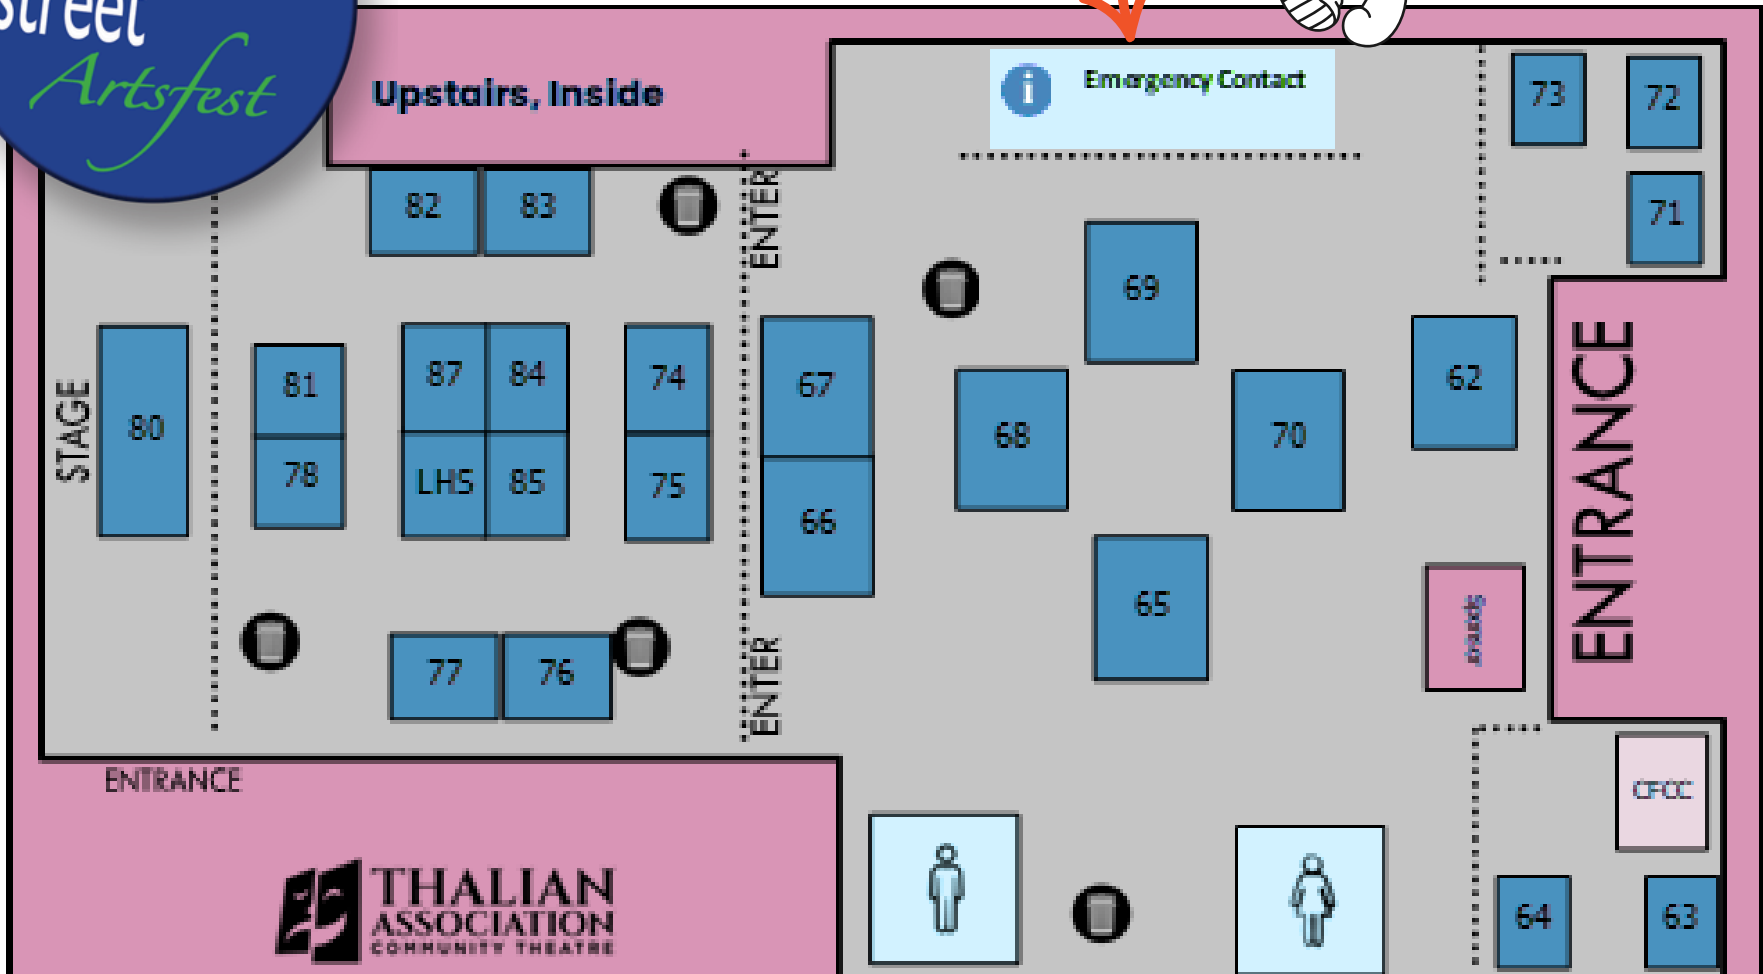 Street
Artsfest
Upstairs, Inside
Emergency Contact
73
72
71
82
83
ENTER
69
ENTRANCE
STAGE
80
81
87
84
74
67
62
68
70
78
LHS
85
75
66
65
Sponsor
77
76
ENTER
ENTRANCE
CFCC
THALIAN
ASSOCIATION
COMMUNITY THEATRE
64
63